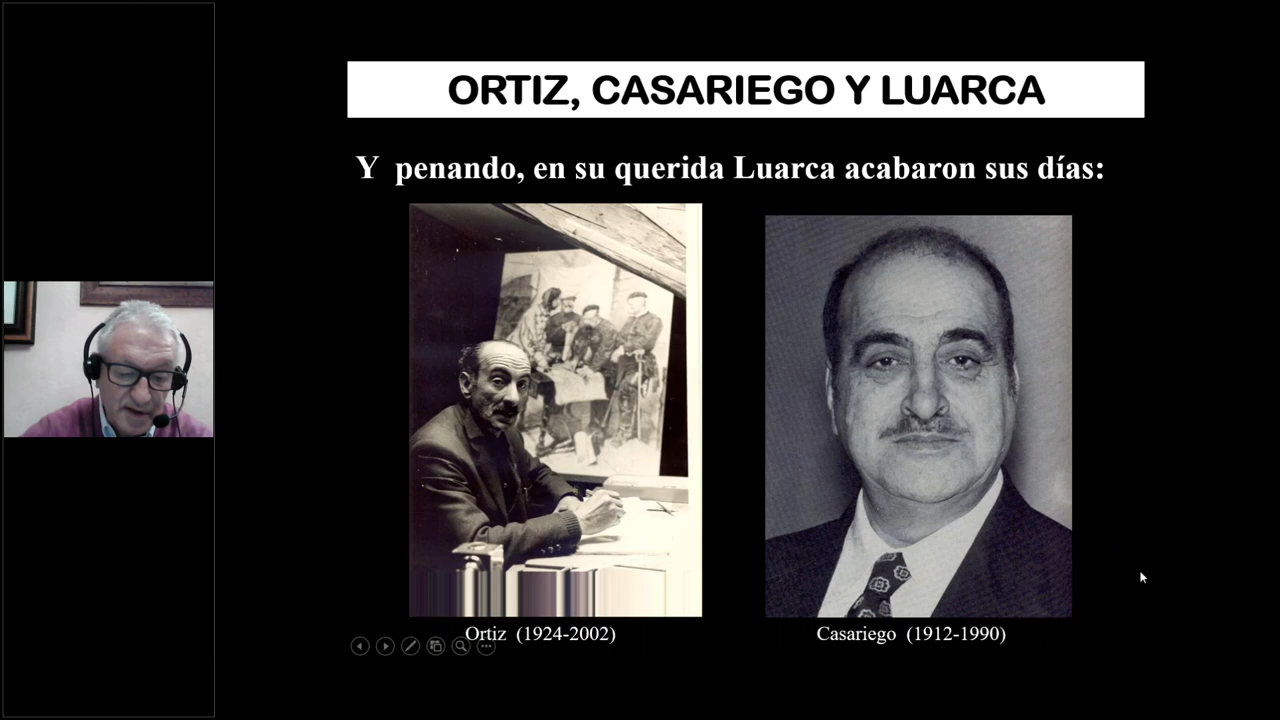 ORTIZ, CASARIEGO Y LUARCA
Y penando, en su querida Luarca acabaron sus días:
Ortiz (1924-2002)
Casariego (1912-1990)